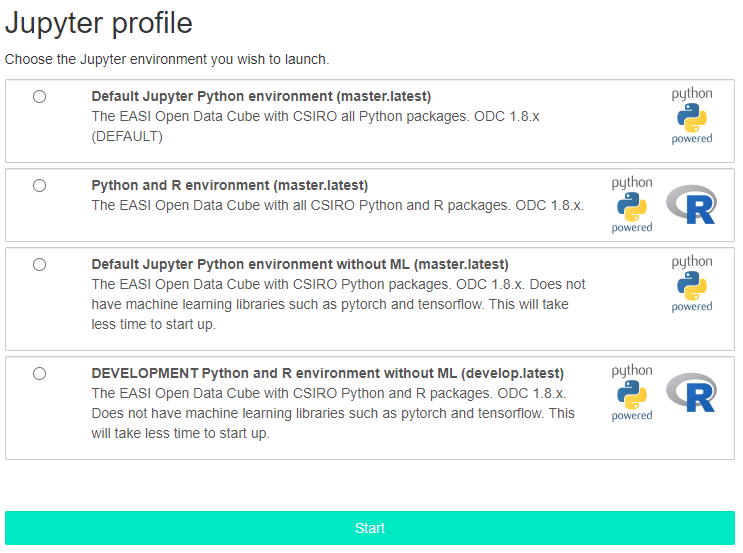 Jupyter profile
Choose the Jupyter environment you wish to launch.
Default Jupyter Python environment (master.latest)
The EASI Open Data Cube with CSIRO all Python packages. ODC 1.8.x
(DEFAULT)
python
powered
Python and R environment (master.latest)
The EASI Open Data Cube with all CSIRO Python and R packages. ODC 1.8.x.
python
powered
R
Default Jupyter Python environment without ML (master.latest)
The EASI Open Data Cube with CSIRO Python packages. ODC 1.8.x. Does not
have machine learning libraries such as pytorch and tensorflow. This will take
less time to start up.
python
powered
DEVELOPMENT Python and R environment without ML (develop.latest)
The EASI Open Data Cube with CSIRO Python and R packages. ODC 1.8.x.
Does not have machine learning libraries such as pytorch and tensorflow. This
will take less time to start up.
python
powered
R
Start